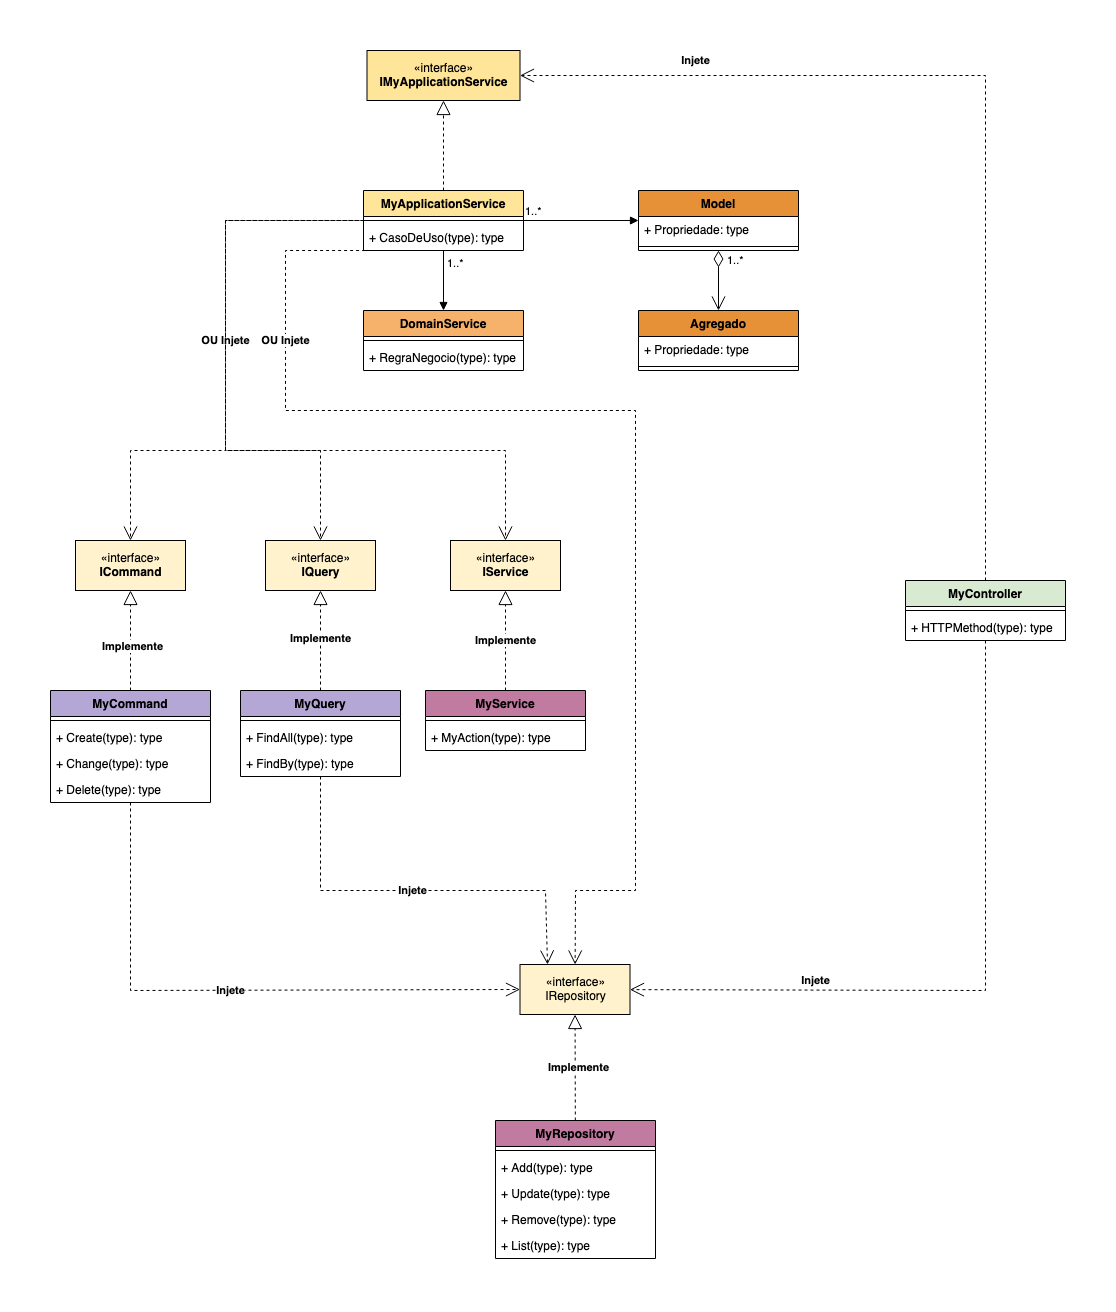 Injete
«interface»
IMyApplicationService
MyApplicationService
+ CasoDeUso(type): type
1..*
Model
+ Propriedade: type
1..*
1..*
DomainService
+ RegraNegocio(type): type
Agregado
+ Propriedade: type
OU Injete
OU Injete
«interface»
ICommand
«interface»
IQuery
«interface»
IService
MyController
+ HTTPMethod(type): type
Implemente
Implemente
Implemente
MyCommand
+ Create(type): type
+ Change(type): type
+ Delete(type): type
MyQuery
+ FindAll(type): type
+ FindBy(type): type
MyService
+ MyAction(type): type
Injete
Injete
«interface»
IRepository
Injete
Implemente
MyRepository
+ Add(type): type
+ Update(type): type
+ Remove(type): type
+ List(type): type